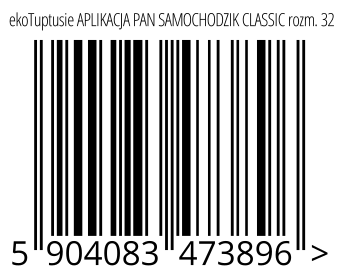 ekoTuptusie APLIKACJA PAN SAMOCHODZIK CLASSIC rozm. 32
5 904083 473896 >